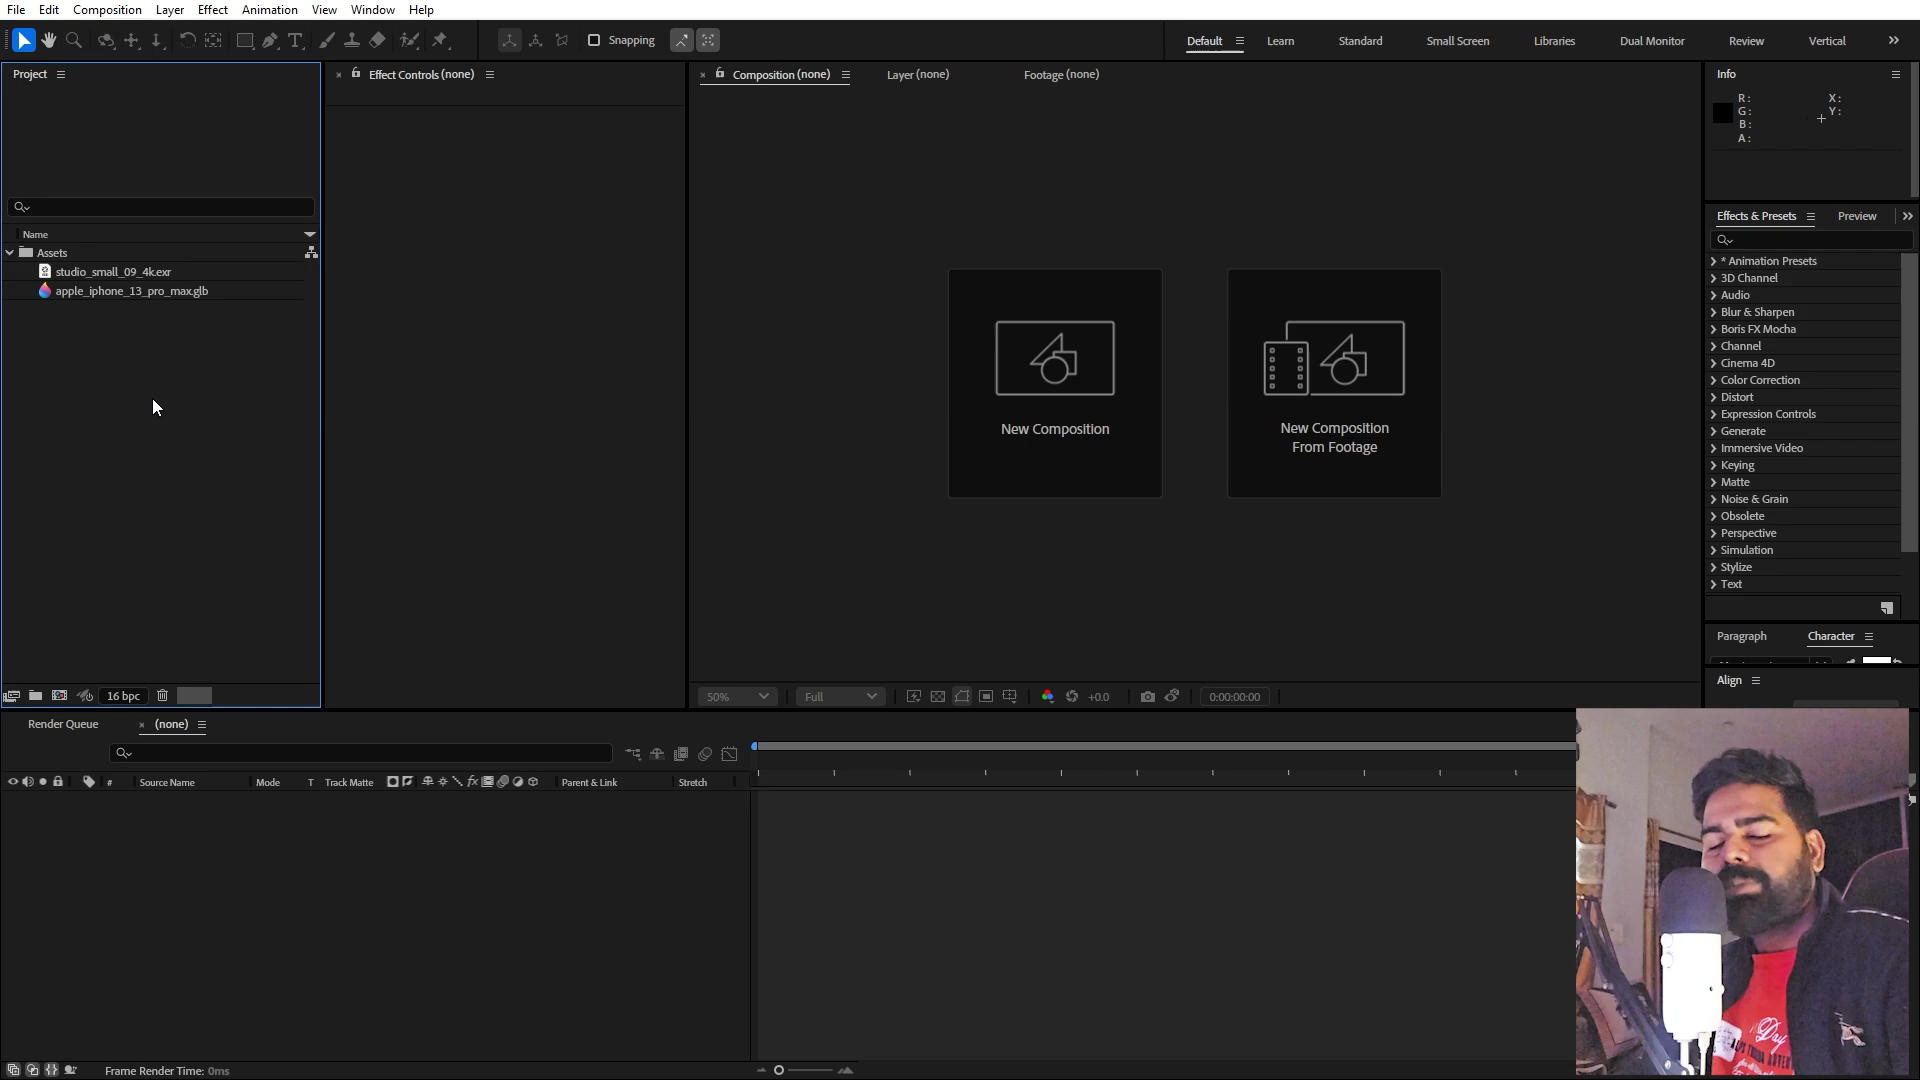 File Edit Composition Layer Effect Animation View Window Help
Snapping
Default Learn Standard Small Screen Libraries Dual Monitor Review Vertical
Project
Effect Controls (none)
Composition (none) Layer (none) Footage (none)
Info
R: X:
G: Y:
B:
A:
Name
Assets
studio_small_09_4k.exr
apple_iphone_13_pro_max.glb
New Composition
New Composition
From Footage
Effects & Presets Preview
* Animation Presets
3D Channel
Audio
Blur & Sharpen
Boris FX Mocha
Channel
Cinema 4D
Color Correction
Distort
Expression Controls
Generate
Immersive Video
Keying
Matte
Noise & Grain
Obsolete
Perspective
Simulation
Stylize
Text
Paragraph Character
Align
16 bpc
50% Full +0.0 0:00:00:00
Render Queue (none)
# Source Name Mode T Track Matte fx Parent & Link Stretch
Frame Render Time: 0ms
Day